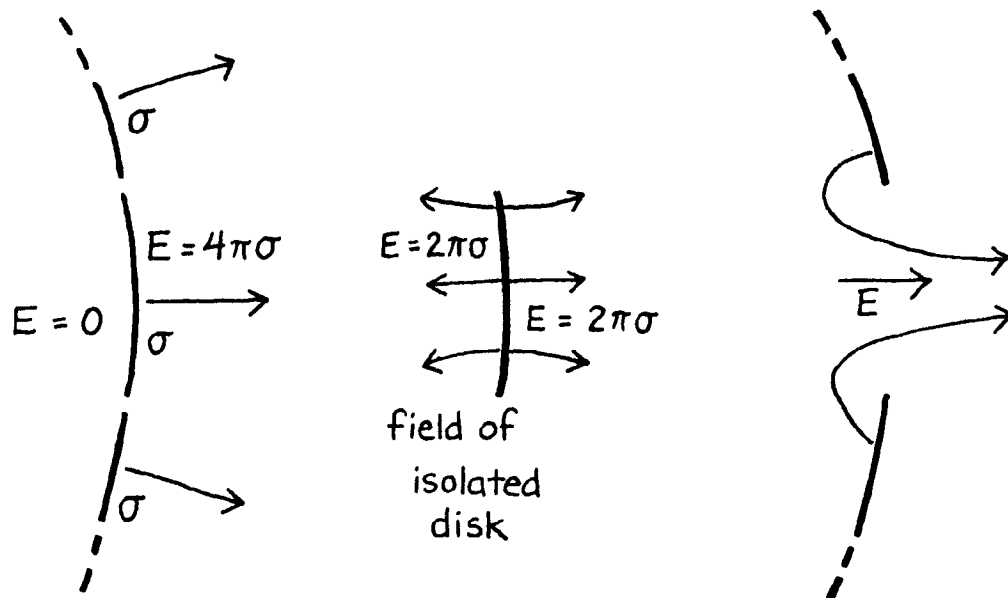 σ
E = 4πσ
E = 0
σ
σ
E = 2πσ
E = 2πσ
field of
isolated
disk
E